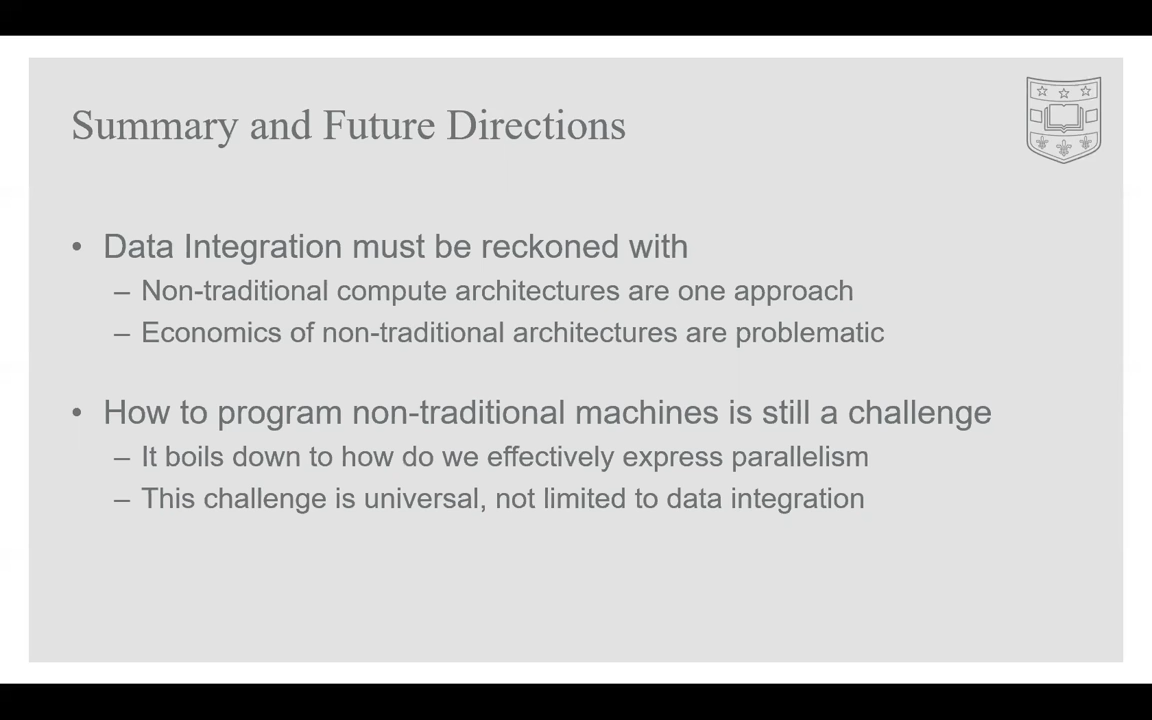 Summary and Future Directions
• Data Integration must be reckoned with
– Non-traditional compute architectures are one approach
– Economics of non-traditional architectures are problematic
• How to program non-traditional machines is still a challenge
– It boils down to how do we effectively express parallelism
– This challenge is universal, not limited to data integration